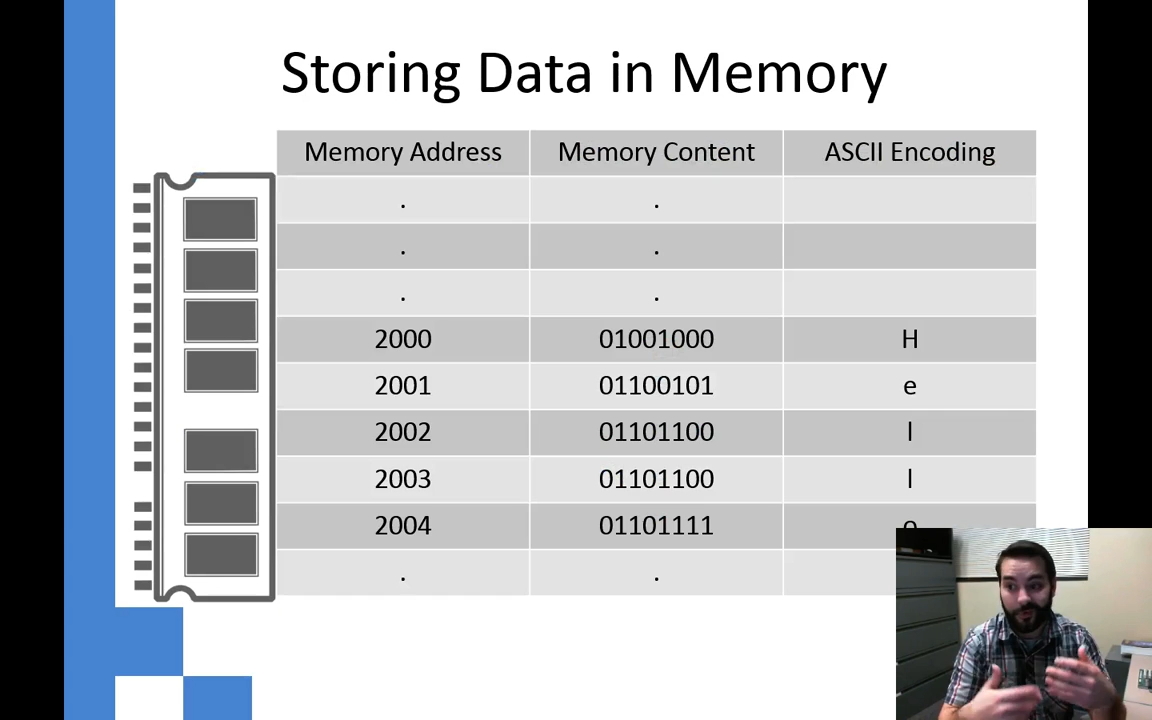 Storing Data in Memory
Memory Address Memory Content ASCII Encoding
. .
. .
. .
2000 01001000 H
2001 01100101 e
2002 01101100 l
2003 01101100 l
2004 01101111 o
. .